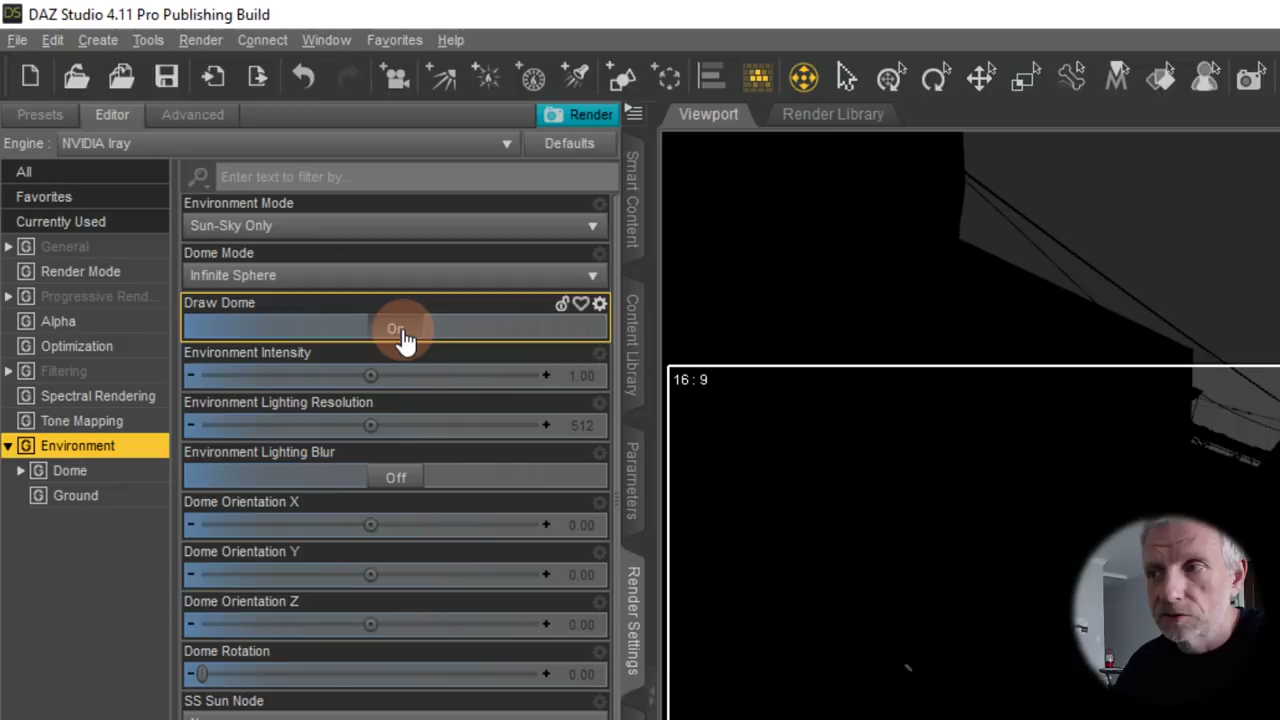 DAZ Studio 4.11 Pro Publishing Build
File Edit Create Tools Render Connect Window Favorites Help
Presets Editor Advanced Render
Viewport Render Library
Engine : NVIDIA Iray Defaults
All
Favorites
Currently Used
General
Render Mode
Progressive Rend...
Alpha
Optimization
Filtering
Spectral Rendering
Tone Mapping
Environment
Dome
Ground
Enter text to filter by...
Environment Mode
Sun-Sky Only
Dome Mode
Infinite Sphere
Draw Dome
On
Environment Intensity
1.00
Environment Lighting Resolution
512
Environment Lighting Blur
Off
Dome Orientation X
0.00
Dome Orientation Y
0.00
Dome Orientation Z
0.00
Dome Rotation
0.00
SS Sun Node
Smart Content
Content Library
Parameters
Render Settings
16 : 9